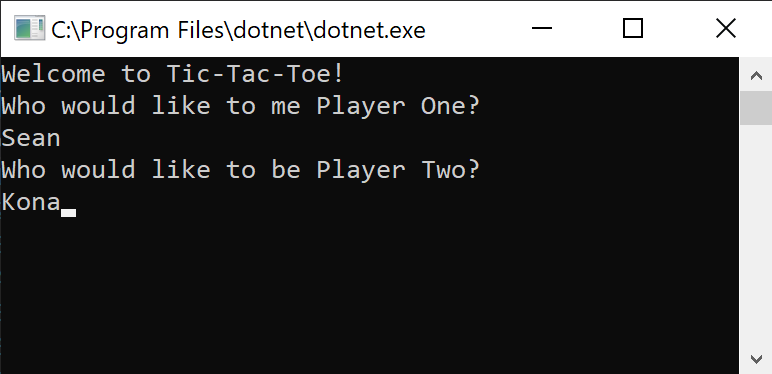 C:\Program Files\dotnet\dotnet.exe
Welcome to Tic-Tac-Toe!
Who would like to me Player One?
Sean
Who would like to be Player Two?
Kona